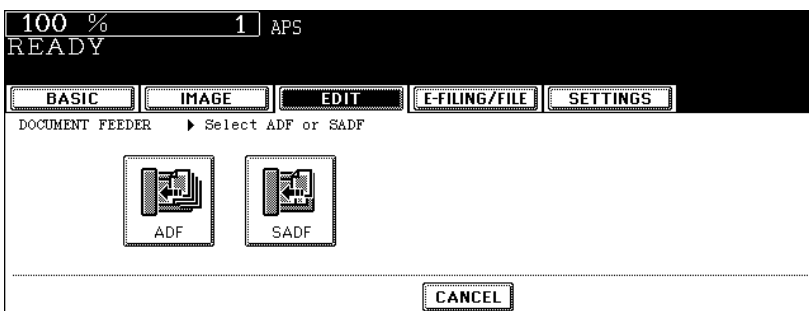 100 % 1 APS
READY
BASIC IMAGE EDIT E-FILING/FILE SETTINGS
DOCUMENT FEEDER ▶ Select ADF or SADF
ADF SADF
CANCEL